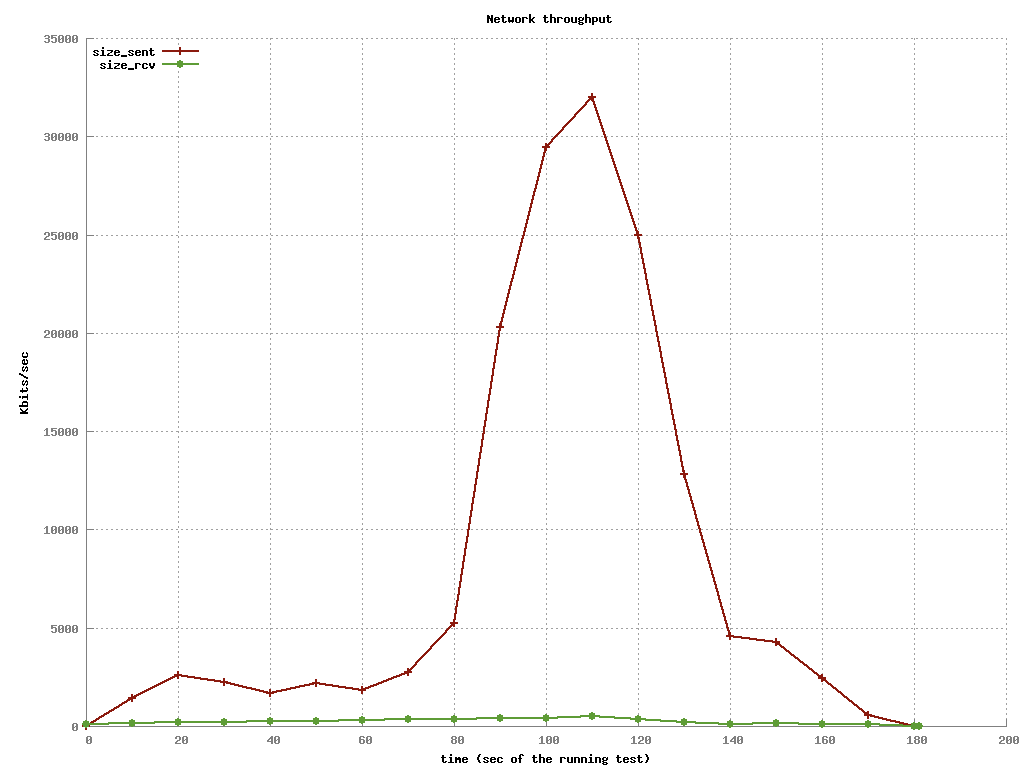 Network throughput
size_sent
size_rcv
35000
30000
25000
20000
15000
10000
5000
0
Kbits/sec
0 20 40 60 80 100 120 140 160 180 200
time (sec of the running test)